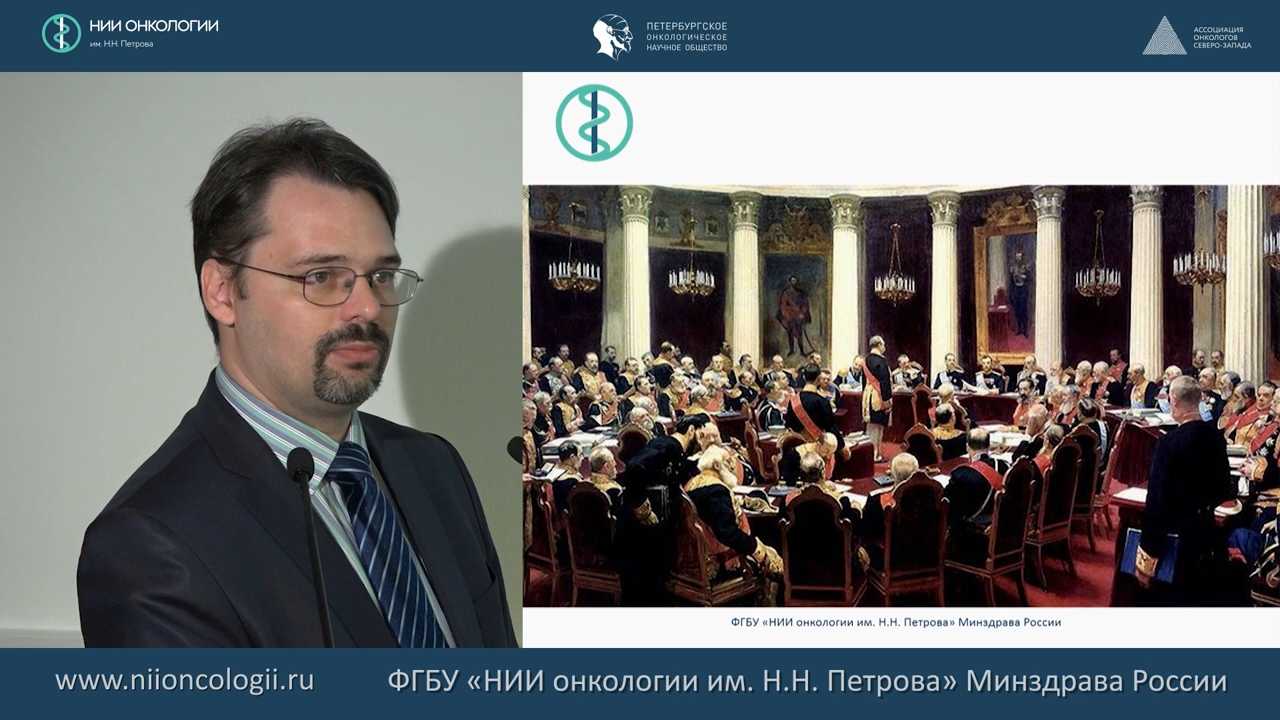 НИИ ОНКОЛОГИИ
им. Н.Н. Петрова
ПЕТЕРБУРГСКОЕ
ОНКОЛОГИЧЕСКОЕ
НАУЧНОЕ ОБЩЕСТВО
АССОЦИАЦИЯ
ОНКОЛОГОВ
СЕВЕРО-ЗАПАДА
ФГБУ «НИИ онкологии им. Н.Н. Петрова» Минздрава России
www.niioncologii.ru
ФГБУ «НИИ онкологии им. Н.Н. Петрова» Минздрава России